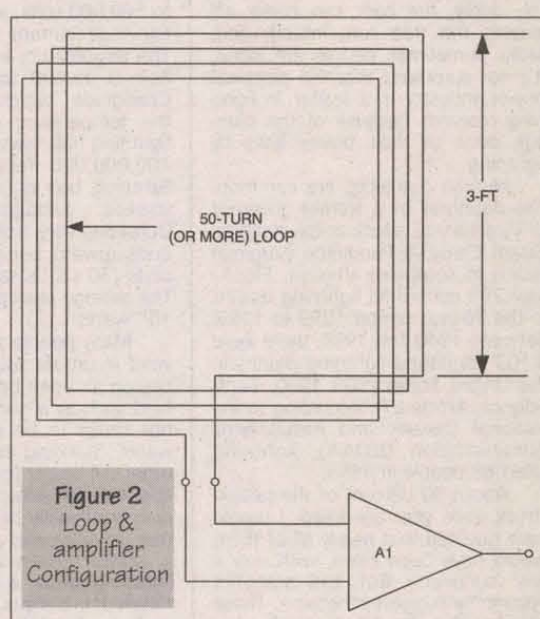 3-FT
50-TURN
(OR MORE) LOOP
Figure 2
Loop &
amplifier
Configuration
A1